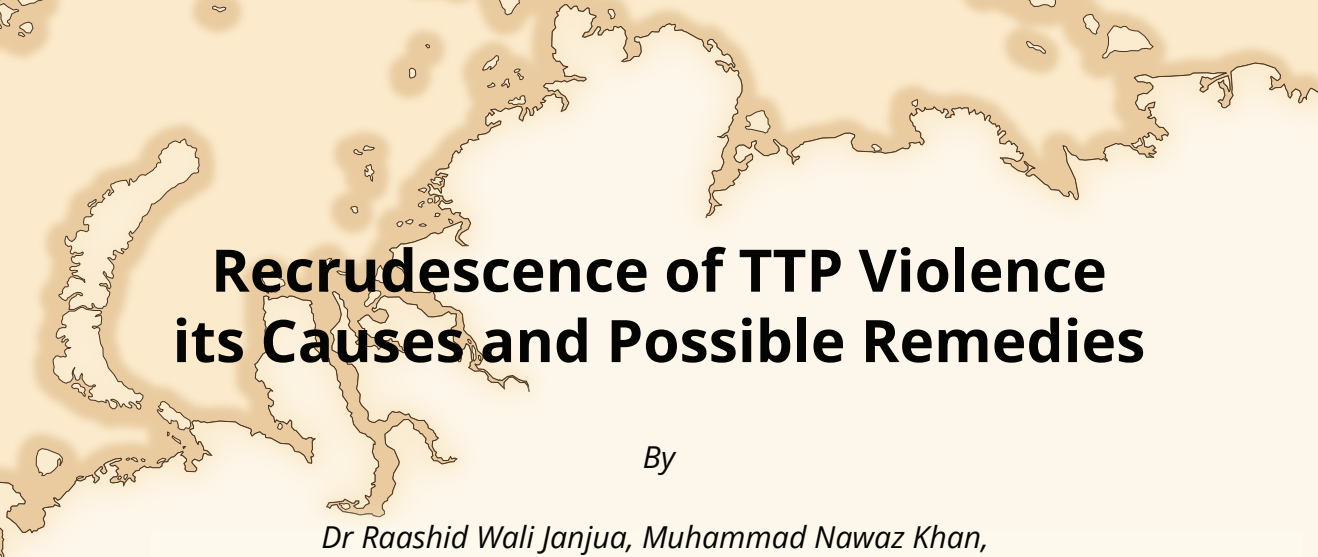 Recrudescence of TTP Violence
its Causes and Possible Remedies
By
Dr Raashid Wali Janjua, Muhammad Nawaz Khan,